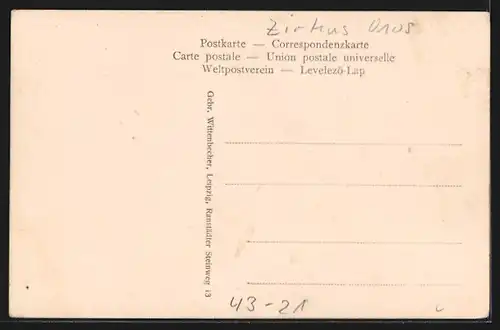 Zirkus
Postkarte — Correspondenzkarte
Carte postale — Union postale universelle
Weltpostverein — Levelező-Lap
Gebr. Wittenbecher, Leipzig, Ranstädter Steinweg 13
43-21